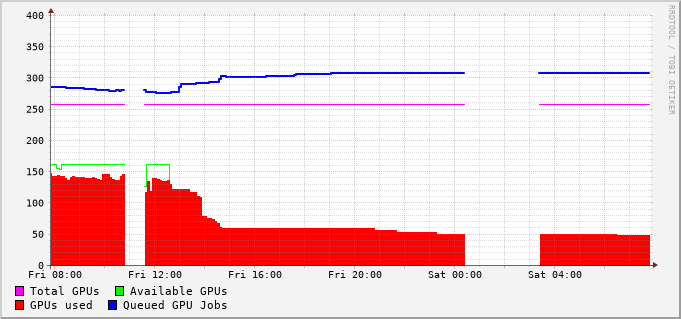 400
350
300
250
200
150
100
50
0
Fri 08:00 Fri 12:00 Fri 16:00 Fri 20:00 Sat 00:00 Sat 04:00
Total GPUs Available GPUs
GPUs used Queued GPU Jobs
RRDTOOL / TOBI OETIKER